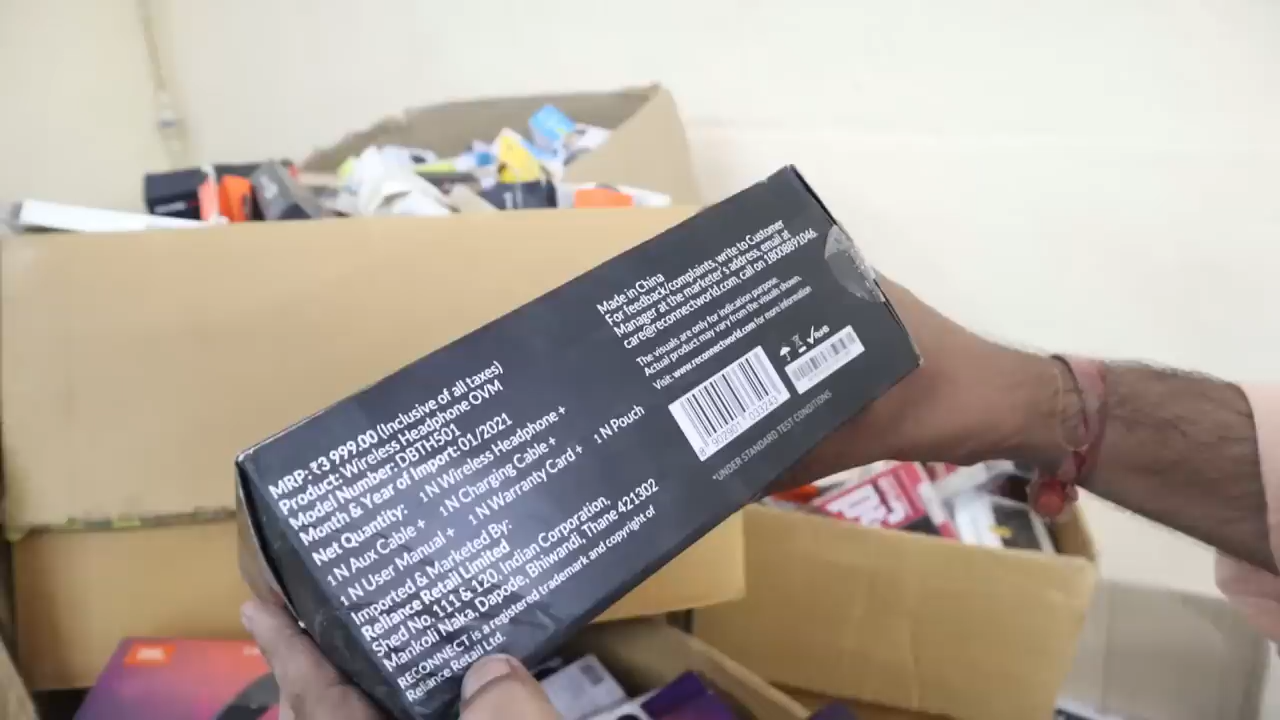 MRP: ₹3 999.00 (Inclusive of all taxes)
Product: Wireless Headphone OVM
Model Number: DBTH501
Month & Year of Import: 01/2021
Net Quantity: 1 N Wireless Headphone +
1 N Aux Cable + 1 N Charging Cable +
1 N User Manual + 1 N Warranty Card + 1 N Pouch
Imported & Marketed By:
Reliance Retail Limited
Shed No. 111 & 120, Indian Corporation,
Mankoli Naka, Dapode, Bhiwandi, Thane 421302
RECONNECT is a registered trademark and copyright of
Reliance Retail Ltd.
Made in China
For feedback/complaints, write to Customer
Manager at the marketer's address, email at
care@reconnectworld.com, call on 18008891046.
The visuals are only for indication purpose.
Actual product may vary from the visuals shown.
Visit: www.reconnectworld.com for more information
RoHS
8 902901 033243
*UNDER STANDARD TEST CONDITIONS
JBL